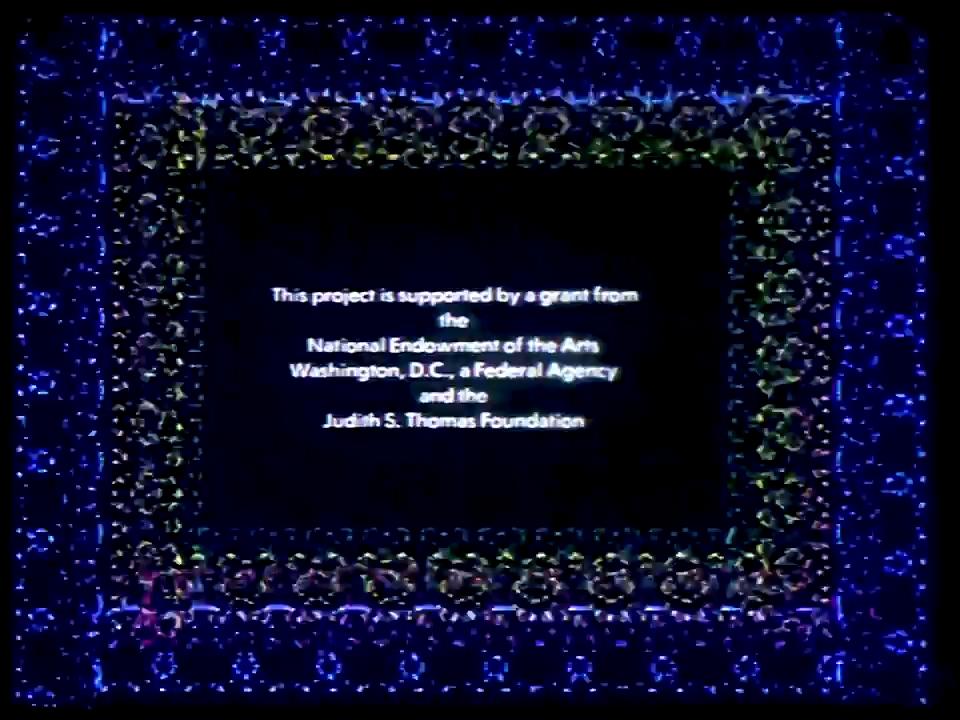 This project is supported by a grant from
the
National Endowment of the Arts
Washington, D.C., a Federal Agency
and the
Judith S. Thomas Foundation